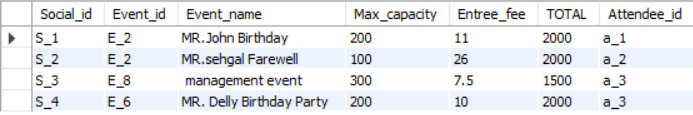 Social_id Event_id Event_name Max_capacity Entree_fee TOTAL Attendee_id
S_1 E_2 MR.John Birthday 200 11 2000 a_1
S_2 E_2 MR.sehgal Farewell 100 26 2000 a_2
S_3 E_8 management event 300 7.5 1500 a_3
S_4 E_6 MR. Delly Birthday Party 200 10 2000 a_3